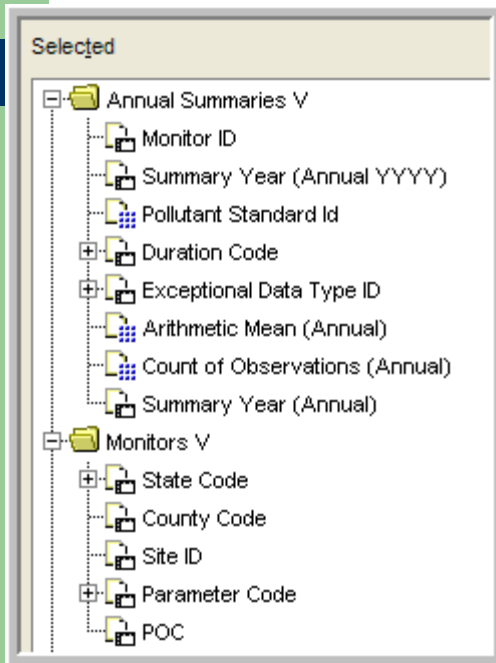 Selected
Annual Summaries V
Monitor ID
Summary Year (Annual YYYY)
Pollutant Standard Id
Duration Code
Exceptional Data Type ID
Arithmetic Mean (Annual)
Count of Observations (Annual)
Summary Year (Annual)
Monitors V
State Code
County Code
Site ID
Parameter Code
POC